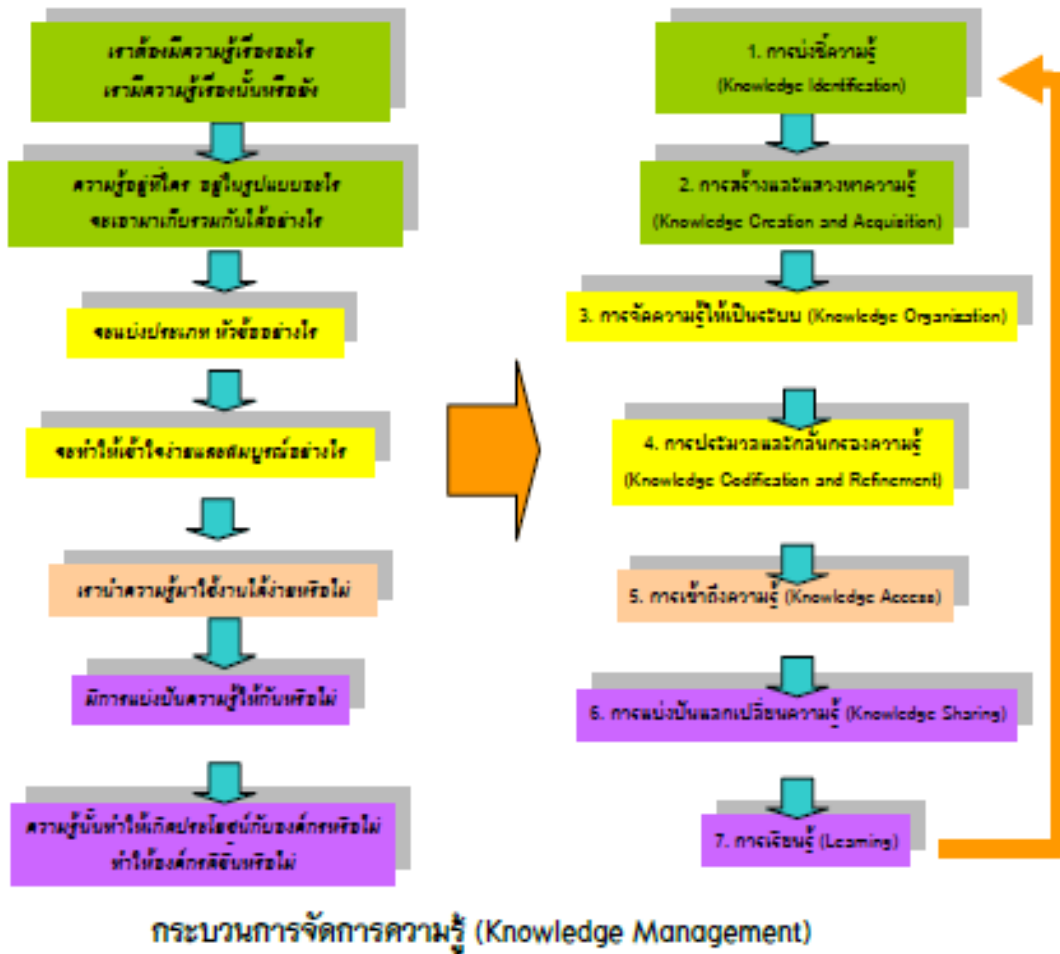 เราต้องมีความรู้เรื่องอะไร
เรามีความรู้เรื่องนั้นหรือยัง
ความรู้อยู่ที่ใคร อยู่ในรูปแบบอะไร
จะเอามาเก็บรวมกันได้อย่างไร
จะแบ่งประเภท หัวข้ออย่างไร
จะทำให้เข้าใจง่ายและสมบูรณ์อย่างไร
เรานำความรู้มาใช้งานได้ง่ายหรือไม่
มีการแบ่งปันความรู้ให้กันหรือไม่
ความรู้นั้นทำให้เกิดประโยชน์กับองค์กรหรือไม่
ทำให้องค์กรดีขึ้นหรือไม่
1. การบ่งชี้ความรู้
(Knowledge Identification)
2. การสร้างและแสวงหาความรู้
(Knowledge Creation and Acquisition)
3. การจัดความรู้ให้เป็นระบบ (Knowledge Organization)
4. การประมวลและกลั่นกรองความรู้
(Knowledge Codification and Refinement)
5. การเข้าถึงความรู้ (Knowledge Access)
6. การแบ่งปันแลกเปลี่ยนความรู้ (Knowledge Sharing)
7. การเรียนรู้ (Learning)
กระบวนการจัดการความรู้ (Knowledge Management)